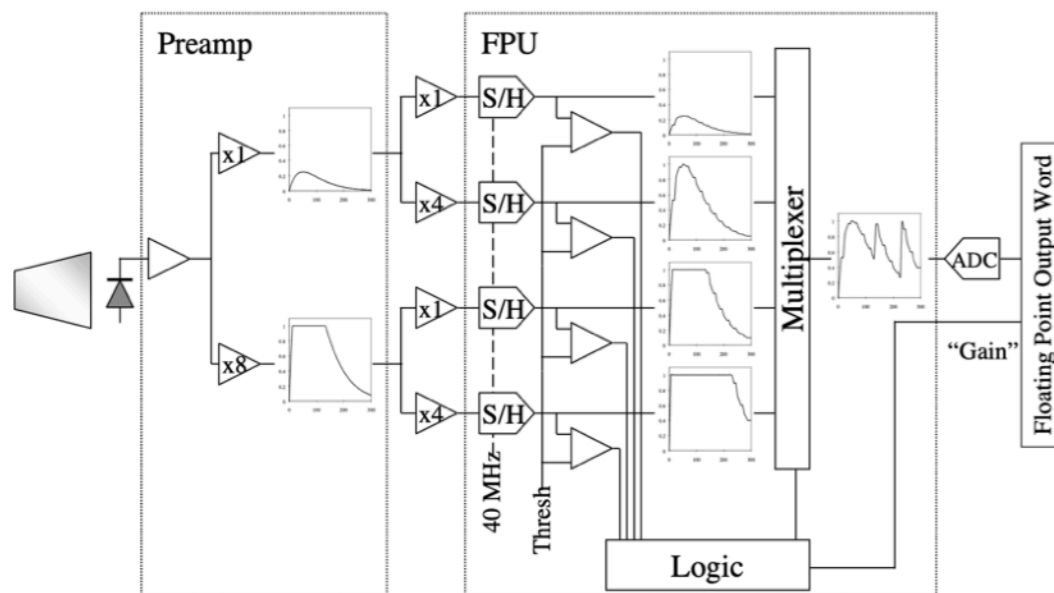 Preamp
FPU
x1
x8
x1
x4
x1
x4
S/H
S/H
S/H
S/H
40 MHz
Thresh
Multiplexer
Logic
ADC
“Gain”
Floating Point Output Word